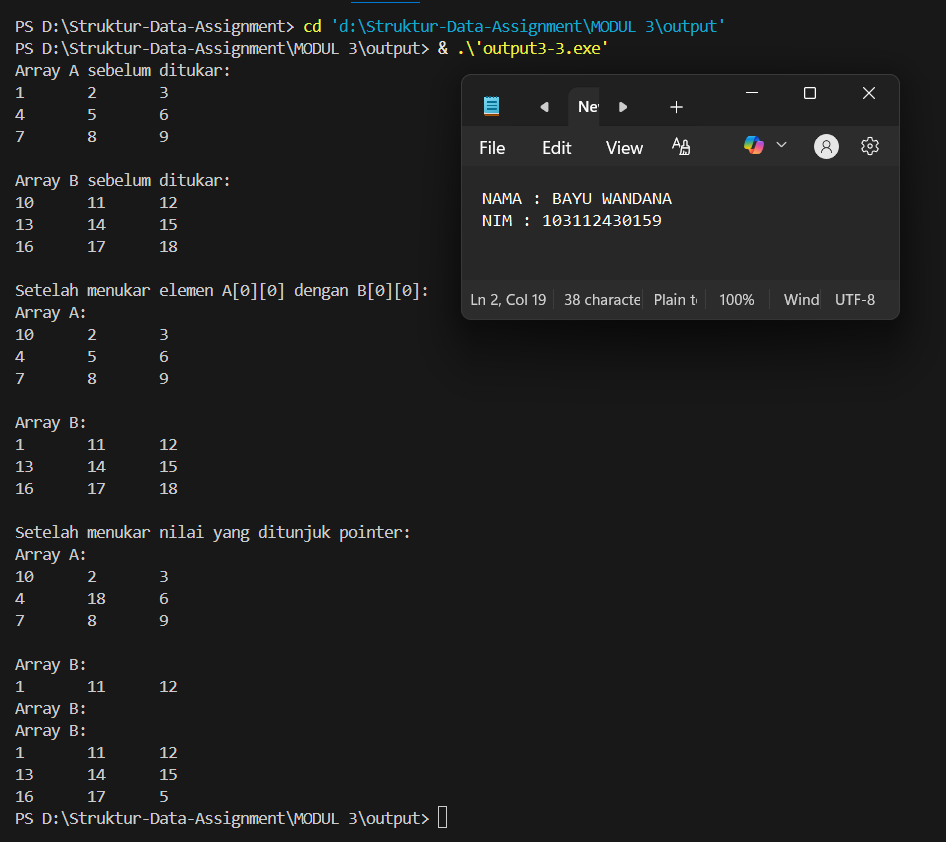 PS D:\Struktur-Data-Assignment> cd 'd:\Struktur-Data-Assignment\MODUL 3\output'
PS D:\Struktur-Data-Assignment\MODUL 3\output> & .\'output3-3.exe'
Array A sebelum ditukar:
1 2 3
4 5 6
7 8 9
Array B sebelum ditukar:
10 11 12
13 14 15
16 17 18
Setelah menukar elemen A[0][0] dengan B[0][0]:
Array A:
10 2 3
4 5 6
7 8 9
Array B:
1 11 12
13 14 15
16 17 18
Setelah menukar nilai yang ditunjuk pointer:
Array A:
10 2 3
4 18 6
7 8 9
Array B:
1 11 12
Array B:
Array B:
1 11 12
13 14 15
16 17 5
PS D:\Struktur-Data-Assignment\MODUL 3\output>
File Edit View
NAMA : BAYU WANDANA
NIM : 103112430159
Ln 2, Col 19 38 characte Plain t 100% Wind UTF-8